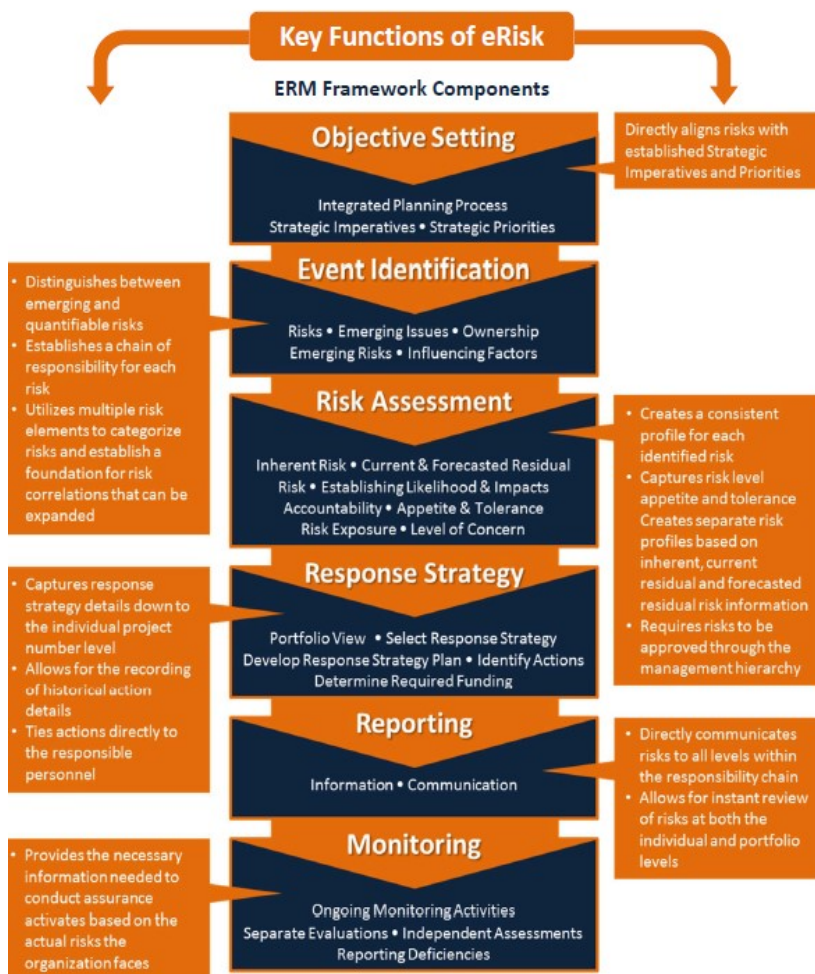 Key Functions of eRisk
ERM Framework Components
Objective Setting
Integrated Planning Process
Strategic Imperatives • Strategic Priorities
Directly aligns risks with
established Strategic
Imperatives and Priorities
Event Identification
Risks • Emerging Issues • Ownership
Emerging Risks • Influencing Factors
• Distinguishes between
emerging and
quantifiable risks
• Establishes a chain of
responsibility for each
risk
• Utilizes multiple risk
elements to categorize
risks and establish a
foundation for risk
correlations that can be
expanded
Risk Assessment
Inherent Risk • Current & Forecasted Residual
Risk • Establishing Likelihood & Impacts
Accountability • Appetite & Tolerance
Risk Exposure • Level of Concern
• Creates a consistent
profile for each
identified risk
• Captures risk level
appetite and tolerance
Creates separate risk
profiles based on
inherent, current
residual and forecasted
residual risk information
• Requires risks to be
approved through the
management hierarchy
Response Strategy
Portfolio View • Select Response Strategy
Develop Response Strategy Plan • Identify Actions
Determine Required Funding
• Captures response
strategy details down to
the individual project
number level
• Allows for the recording
of historical action
details
• Ties actions directly to
the responsible
personnel
Reporting
Information • Communication
• Directly communicates
risks to all levels within
the responsibility chain
• Allows for instant review
of risks at both the
individual and portfolio
levels
Monitoring
Ongoing Monitoring Activities
Separate Evaluations • Independent Assessments
Reporting Deficiencies
• Provides the necessary
information needed to
conduct assurance
activates based on the
actual risks the
organization faces